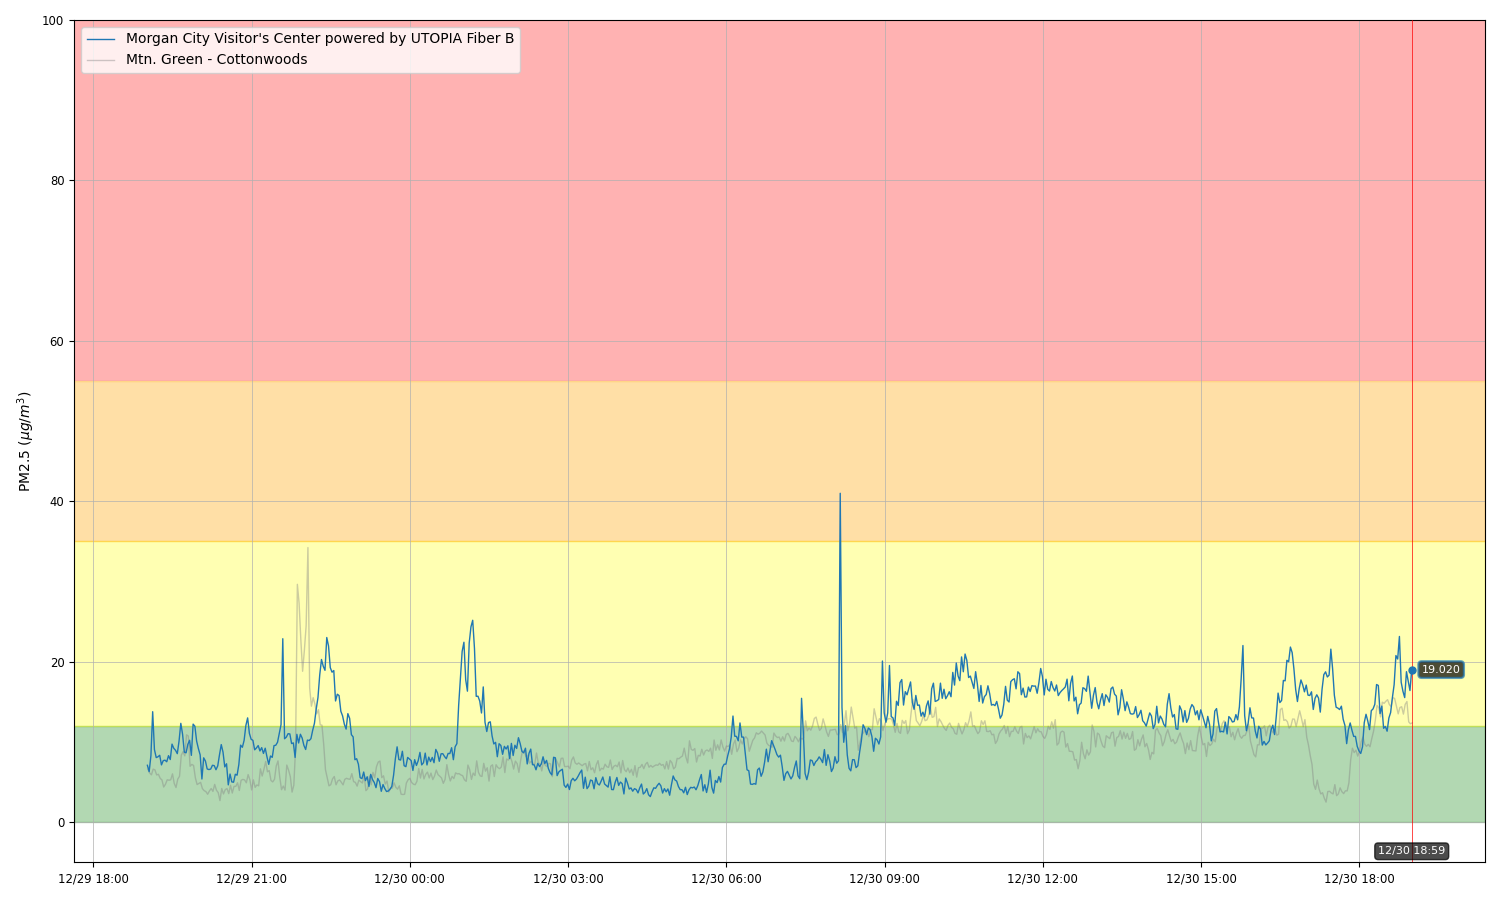 100
Morgan City Visitor's Center powered by UTOPIA Fiber B
Mtn. Green - Cottonwoods
80
60
PM2.5 (µg/m³)
40
20
19.020
0
12/30 18:59
12/29 18:00 12/29 21:00 12/30 00:00 12/30 03:00 12/30 06:00 12/30 09:00 12/30 12:00 12/30 15:00 12/30 18:00